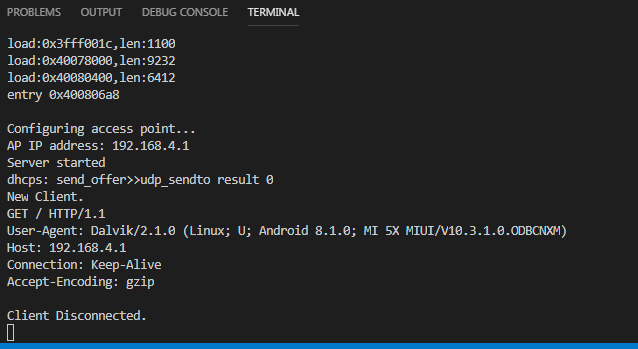 PROBLEMS OUTPUT DEBUG CONSOLE TERMINAL
load:0x3fff001c,len:1100
load:0x40078000,len:9232
load:0x40080400,len:6412
entry 0x400806a8
Configuring access point...
AP IP address: 192.168.4.1
Server started
dhcps: send_offer>>udp_sendto result 0
New Client.
GET / HTTP/1.1
User-Agent: Dalvik/2.1.0 (Linux; U; Android 8.1.0; MI 5X MIUI/V10.3.1.0.ODBCNXM)
Host: 192.168.4.1
Connection: Keep-Alive
Accept-Encoding: gzip
Client Disconnected.